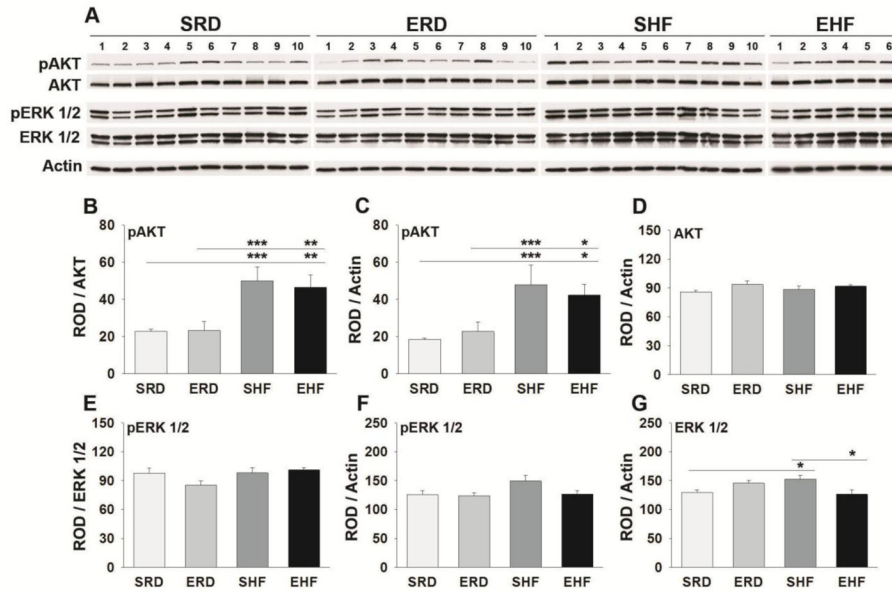 A SRD ERD SHF EHF
1 2 3 4 5 6 7 8 9 10 1 2 3 4 5 6 7 8 9 10 1 2 3 4 5 6 7 8 9 10 1 2 3 4 5 6
pAKT
AKT
pERK 1/2
ERK 1/2
Actin
B
pAKT
ROD / AKT
80
60
40
20
0
*** **
*** **
SRD ERD SHF EHF
C
pAKT
ROD / Actin
80
60
40
20
0
*** *
*** *
SRD ERD SHF EHF
D
AKT
ROD / Actin
150
120
90
60
30
0
SRD ERD SHF EHF
E
pERK 1/2
ROD / ERK 1/2
150
120
90
60
30
0
SRD ERD SHF EHF
F
pERK 1/2
ROD / Actin
250
200
150
100
50
0
SRD ERD SHF EHF
G
ERK 1/2
ROD / Actin
250
200
150
100
50
0
*
*
SRD ERD SHF EHF